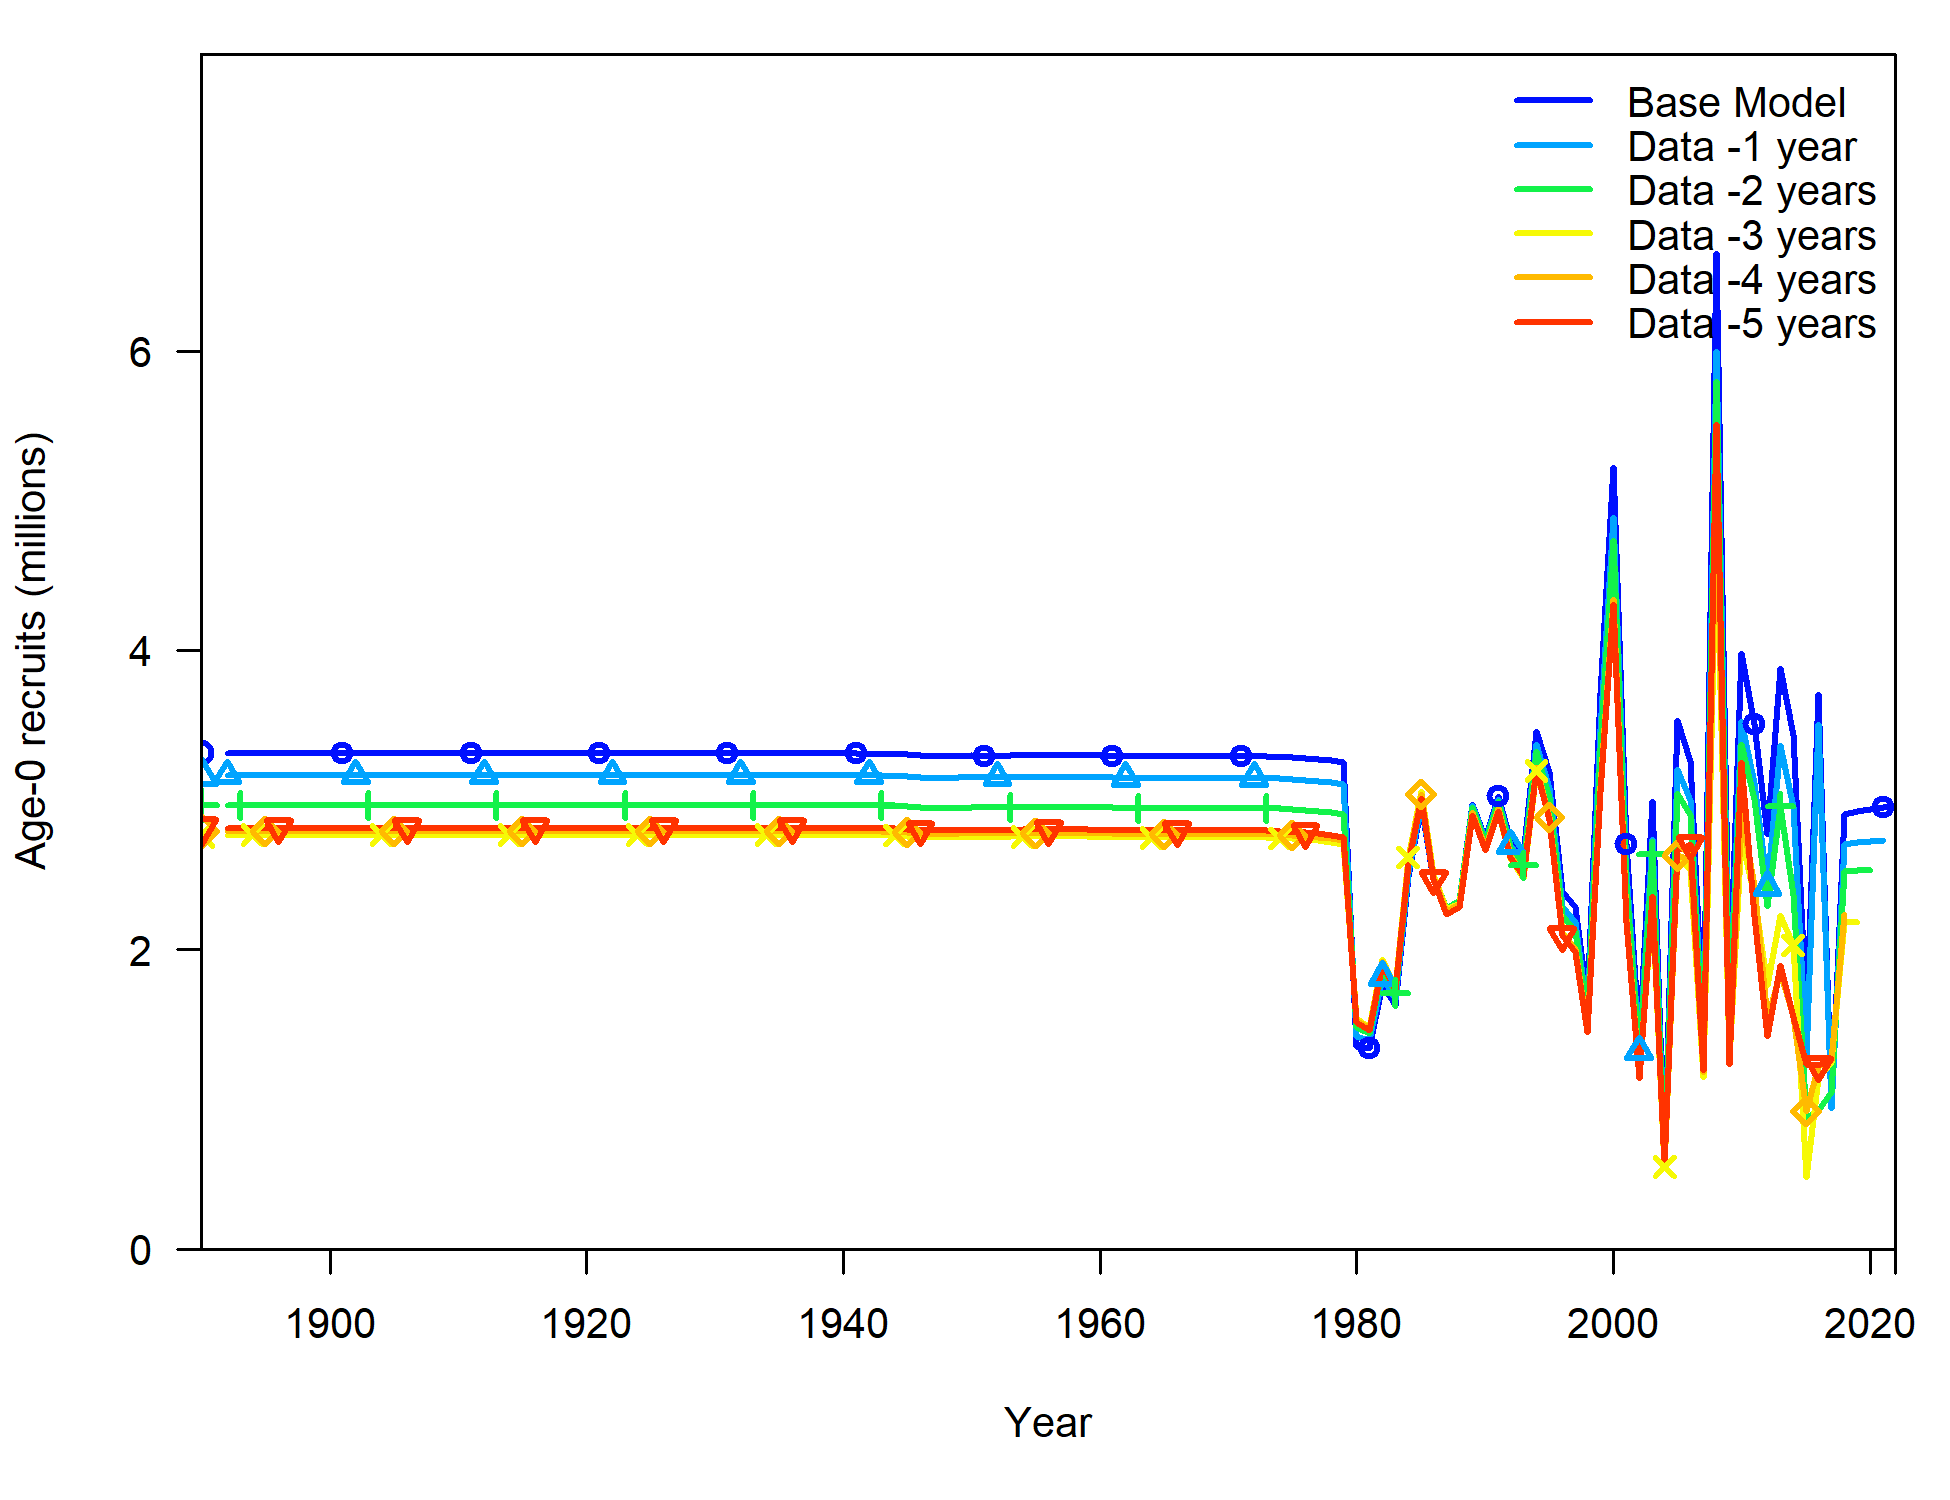 Base Model
Data -1 year
Data -2 years
Data -3 years
Data -4 years
Data -5 years
Age-0 recruits (millions)
6
4
2
0
1900 1920 1940 1960 1980 2000 2020
Year